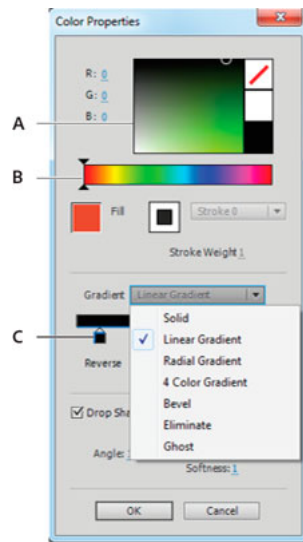 Color Properties
R: 0
G: 0
B: 0
A
B
Fill
Stroke 0
Stroke Weight 1
Gradient
Linear Gradient
C
Solid
Linear Gradient
Reverse
Radial Gradient
4 Color Gradient
Bevel
Drop Sha
Eliminate
Ghost
Angle:
Softness: 1
OK
Cancel